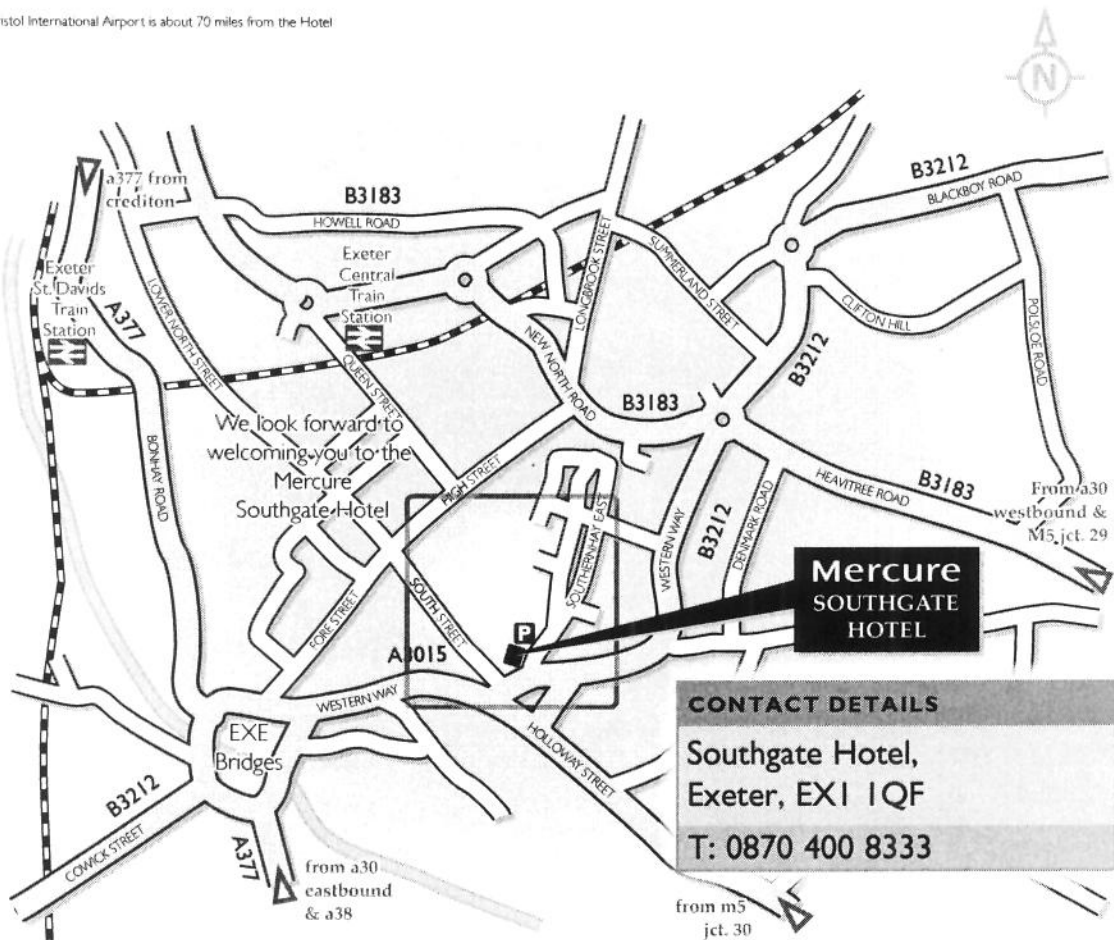 International Airport is about 70 miles from the Hotel
N
a377 from
crediton
B3183
HOWELL ROAD
B3212
BLACKBOY ROAD
Exeter
St. Davids
Train
Station
A377
LOWER NORTH STREET
Exeter
Central
Train
Station
LONGBROOK STREET
SUMMERLAND STREET
CLIFTON HILL
POLSLOE ROAD
QUEEN STREET
NEW NORTH ROAD
B3212
B3183
BONHAY ROAD
We look forward to
welcoming you to the
Mercure
Southgate Hotel
HIGH STREET
HEAVITREE ROAD
B3183
From a30
westbound &
M5 jct. 29
SOUTHERNHAY EAST
WESTERN WAY
B3212
DENMARK ROAD
Mercure
SOUTHGATE
HOTEL
FORE STREET
SOUTH STREET
P
A3015
WESTERN WAY
EXE
Bridges
HOLLOWAY STREET
CONTACT DETAILS
Southgate Hotel,
Exeter, EX1 1QF
T: 0870 400 8333
B3212
COWICK STREET
A377
from a30
eastbound
& a38
from m5
jct. 30